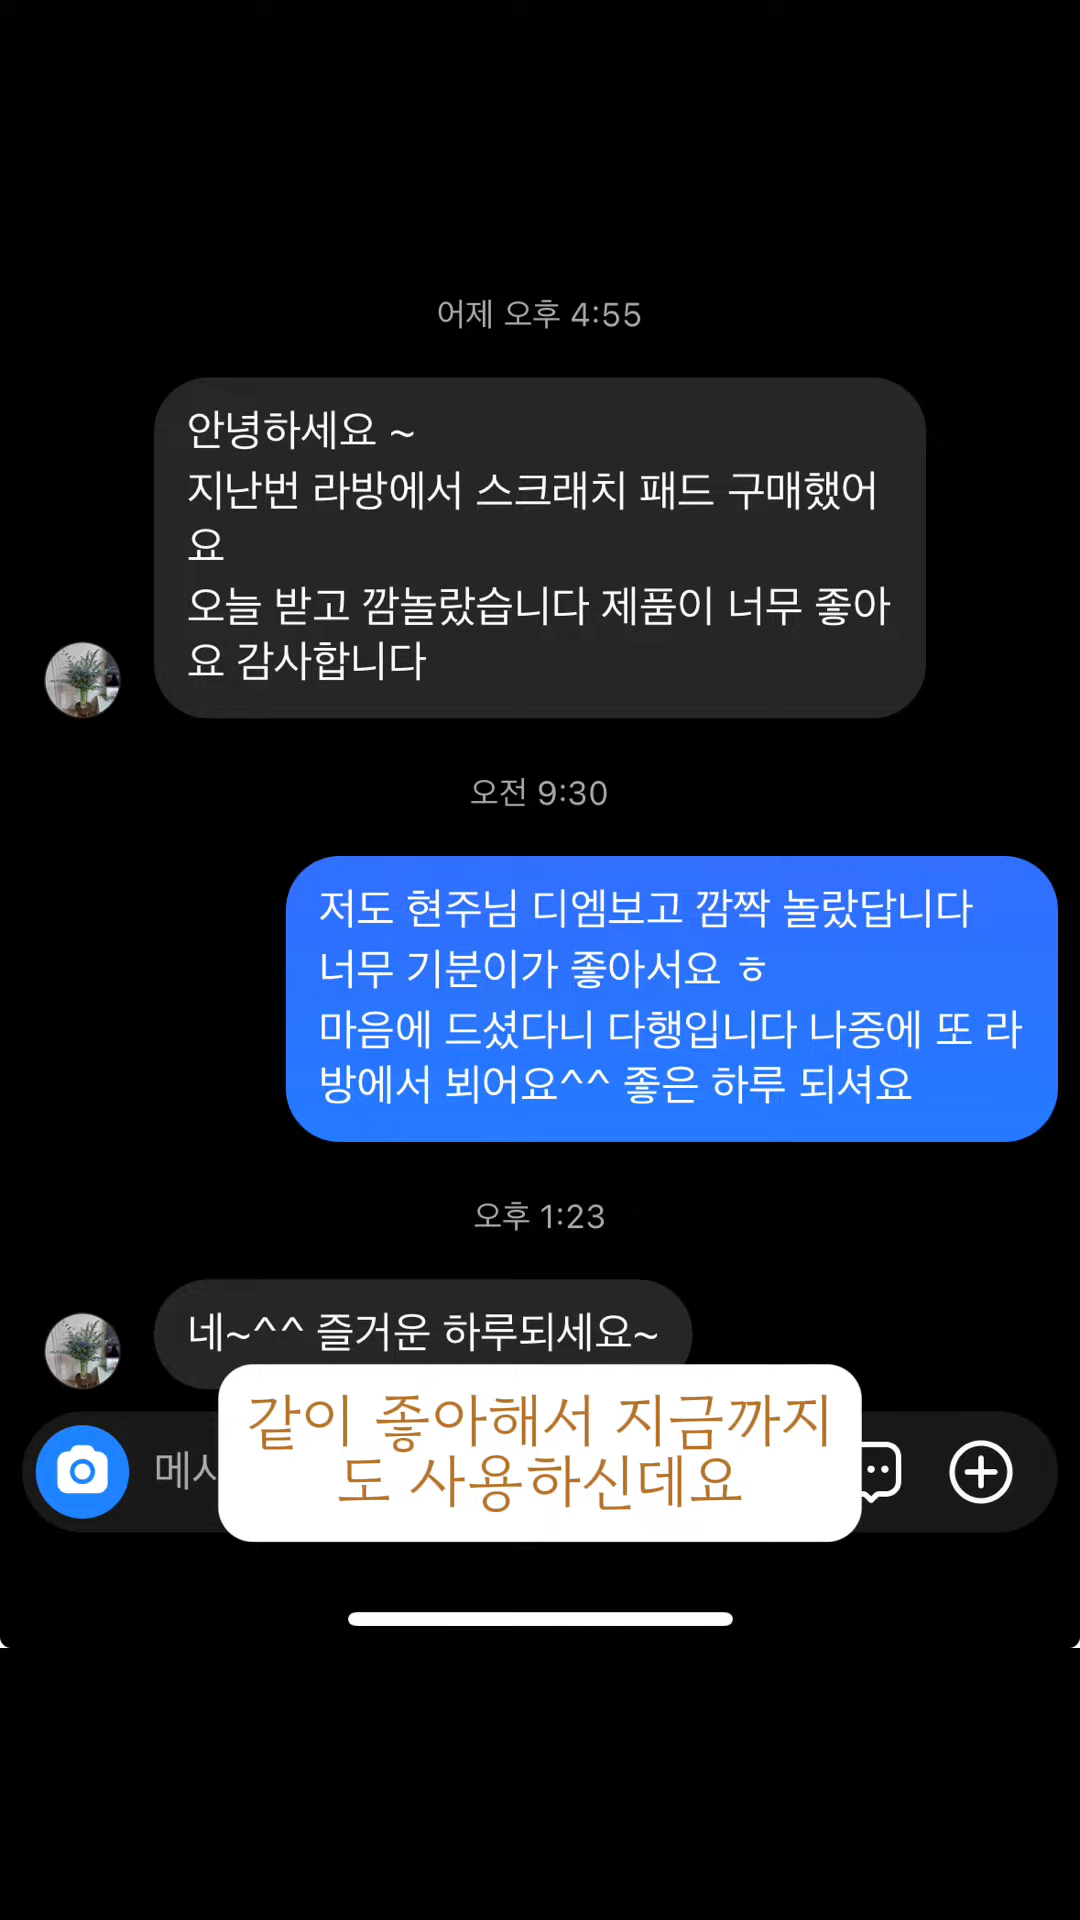 어제 오후 4:55
안녕하세요 ~
지난번 라방에서 스크래치 패드 구매했어
요
오늘 받고 깜놀랐습니다 제품이 너무 좋아
요 감사합니다
오전 9:30
저도 현주님 디엠보고 깜짝 놀랐답니다
너무 기분이가 좋아서요 ㅎ
마음에 드셨다니 다행입니다 나중에 또 라
방에서 뵈어요^^ 좋은 하루 되셔요
오후 1:23
네~^^ 즐거운 하루되세요~
같이 좋아해서 지금까지
도 사용하신데요